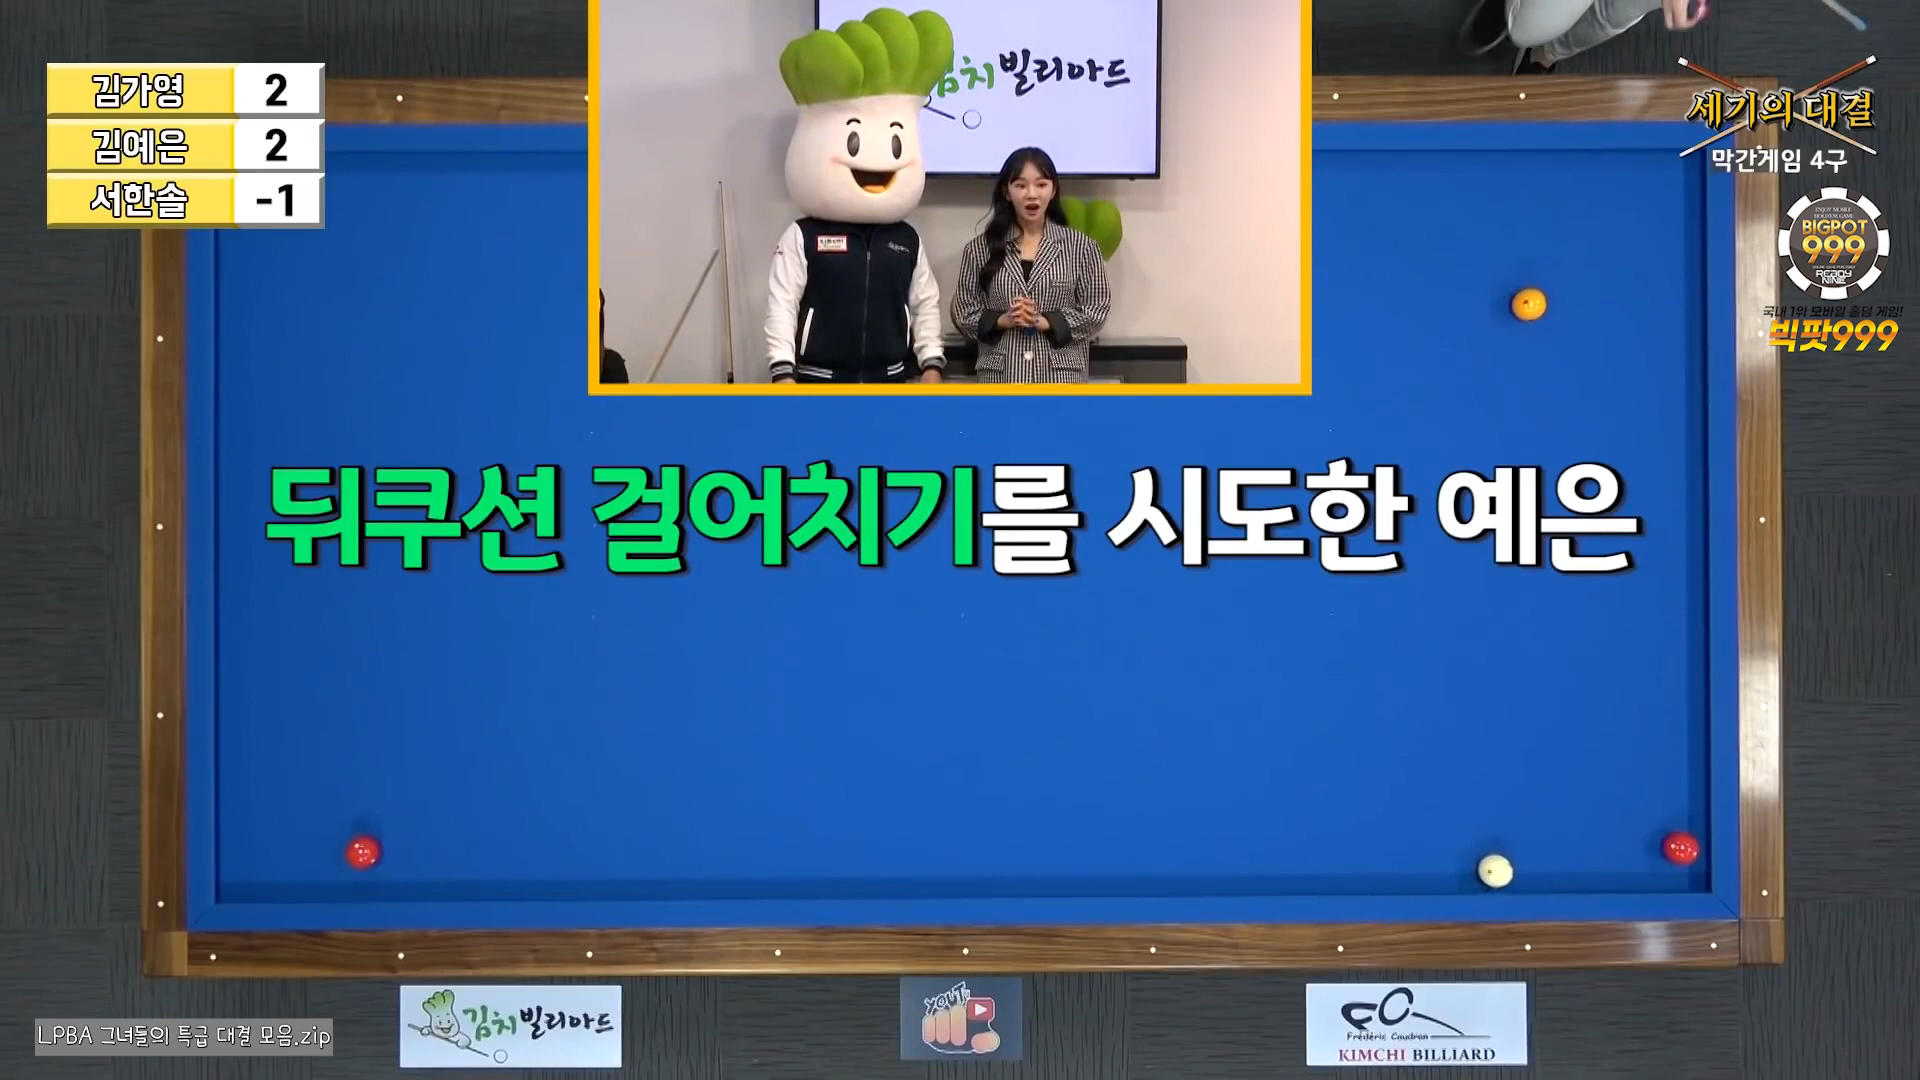 김가영 2
김예은 2
서한솔 -1
김치빌리아드
세기의 대결
막간게임 4구
BIGPOT
999
READY
NINE
국내 1위 모바일 홀덤 게임!
빅팟999
뒤쿠션 걸어치기를 시도한 예은
LPBA 그녀들의 특급 대결 모음.zip
김치빌리아드
YOUT
Frédéric Caudron
KIMCHI BILLIARD